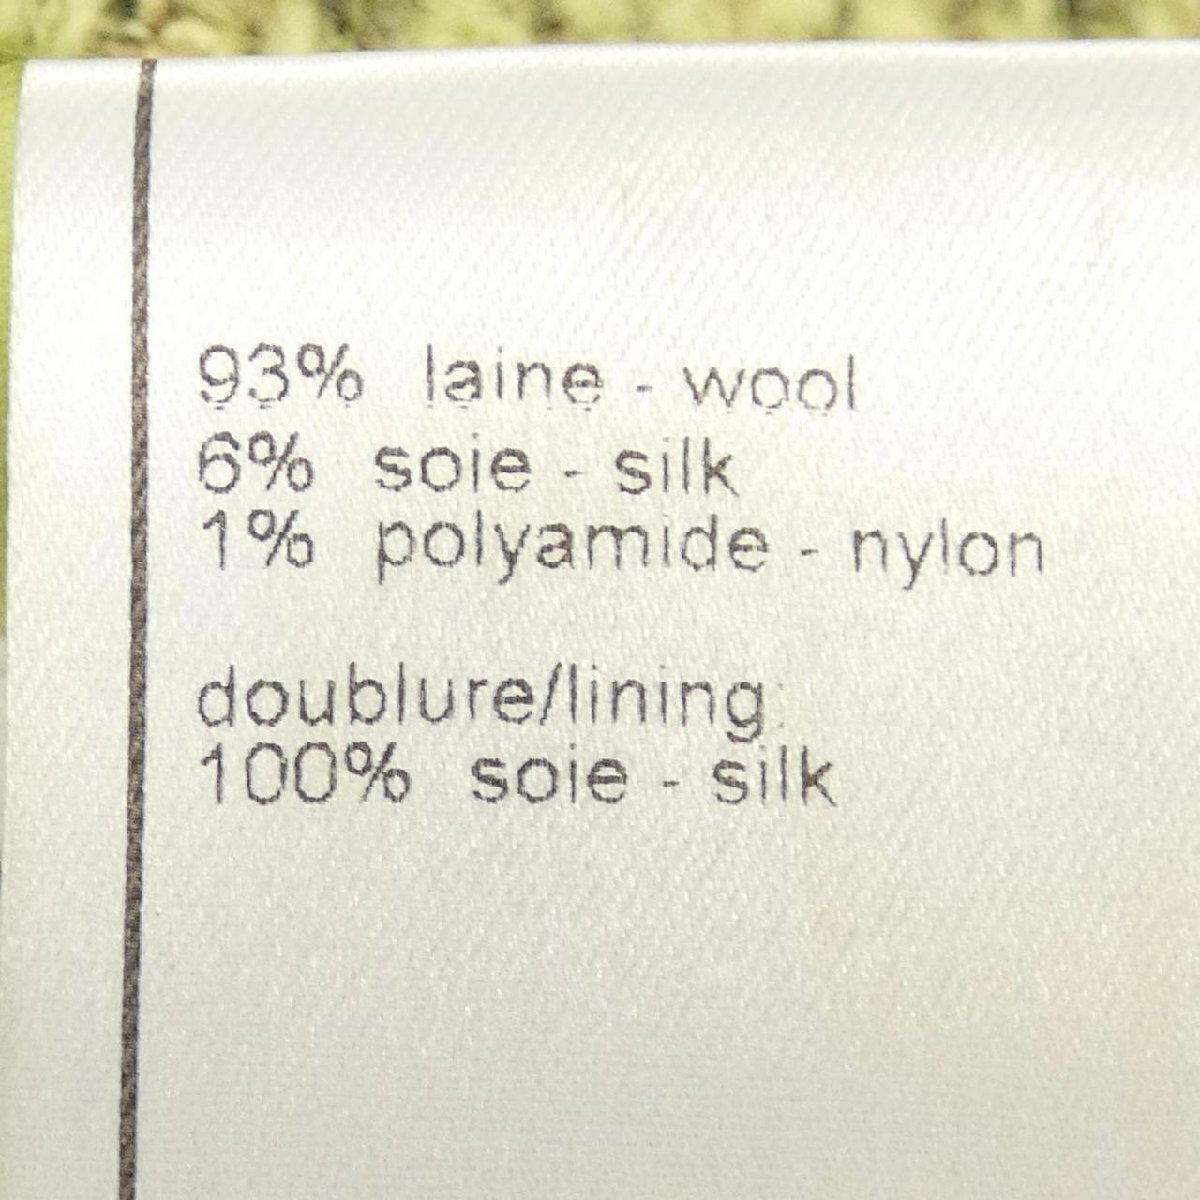 93% laine - wool
6% soie - silk
1% polyamide - nylon
doublure/lining:
100% soie - silk